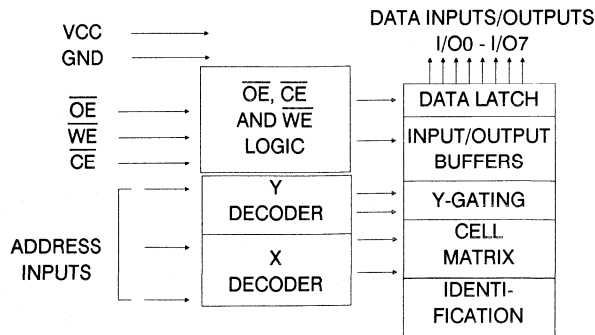 DATA INPUTS/OUTPUTS
I/O0 - I/O7
VCC
GND
OE
WE
CE
OE, CE
AND WE
LOGIC
Y
DECODER
X
DECODER
ADDRESS
INPUTS
DATA LATCH
INPUT/OUTPUT
BUFFERS
Y-GATING
CELL
MATRIX
IDENTI-
FICATION